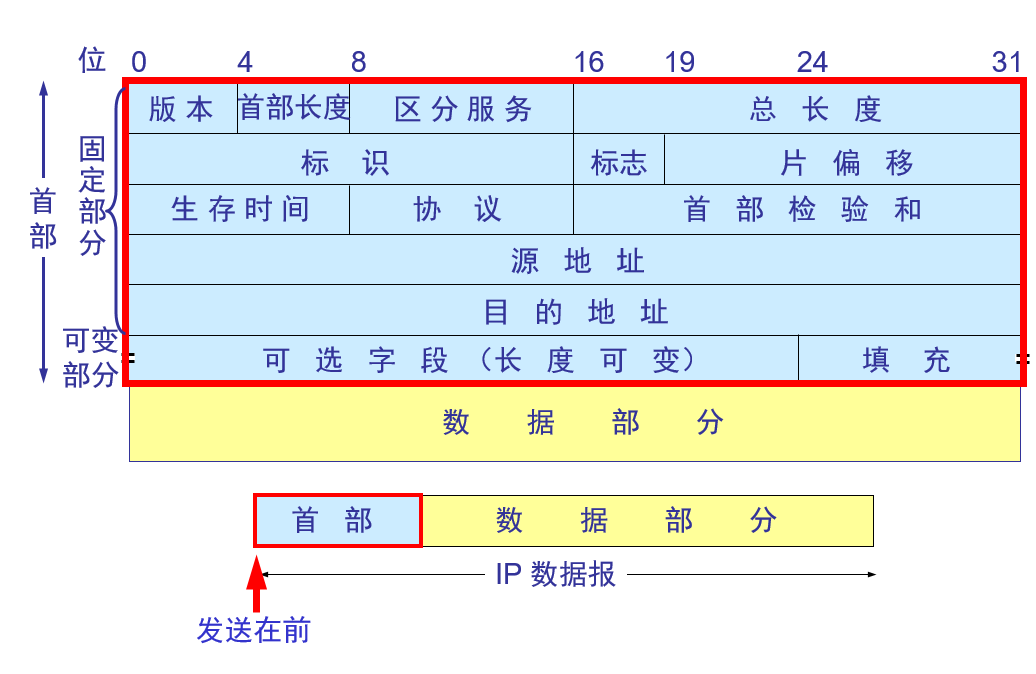 位 0 4 8 16 19 24 31
版本 首部长度 区分服务 总长度
标识 标志 片偏移
生存时间 协议 首部检验和
源地址
目的地址
可选字段（长度可变） 填充
数据部分
首部
固定部分
可变
部分
首部 数据部分
IP 数据报
发送在前